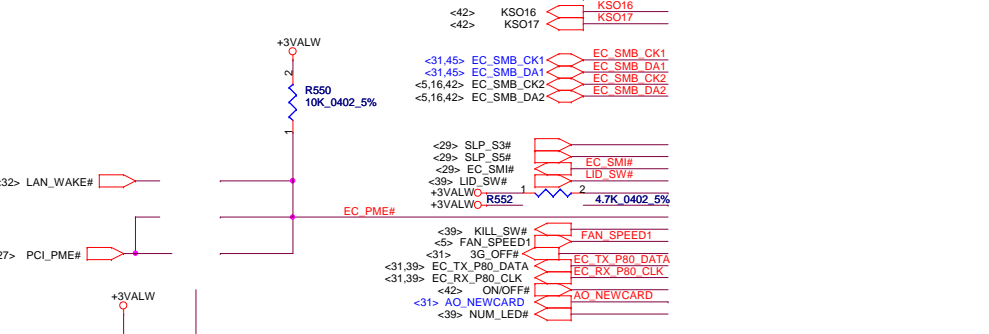 <42> KSO16 KSO16
<42> KSO17 KSO17
+3VALW
2
R550
10K_0402_5%
1
<31,45> EC_SMB_CK1 EC_SMB_CK1
<31,45> EC_SMB_DA1 EC_SMB_DA1
<5,16,42> EC_SMB_CK2 EC_SMB_CK2
<5,16,42> EC_SMB_DA2 EC_SMB_DA2
<29> SLP_S3#
<29> SLP_S5#
<29> EC_SMI# EC_SMI#
<39> LID_SW# LID_SW#
+3VALW 1 2
+3VALW R552 4.7K_0402_5%
<32> LAN_WAKE#
EC_PME#
<39> KILL_SW#
<5> FAN_SPEED1 FAN_SPEED1
<31> 3G_OFF#
<31,39> EC_TX_P80_DATA EC_TX_P80_DATA
<31,39> EC_RX_P80_CLK EC_RX_P80_CLK
<42> ON/OFF#
<31> AO_NEWCARD AO_NEWCARD
<39> NUM_LED#
27> PCI_PME#
+3VALW